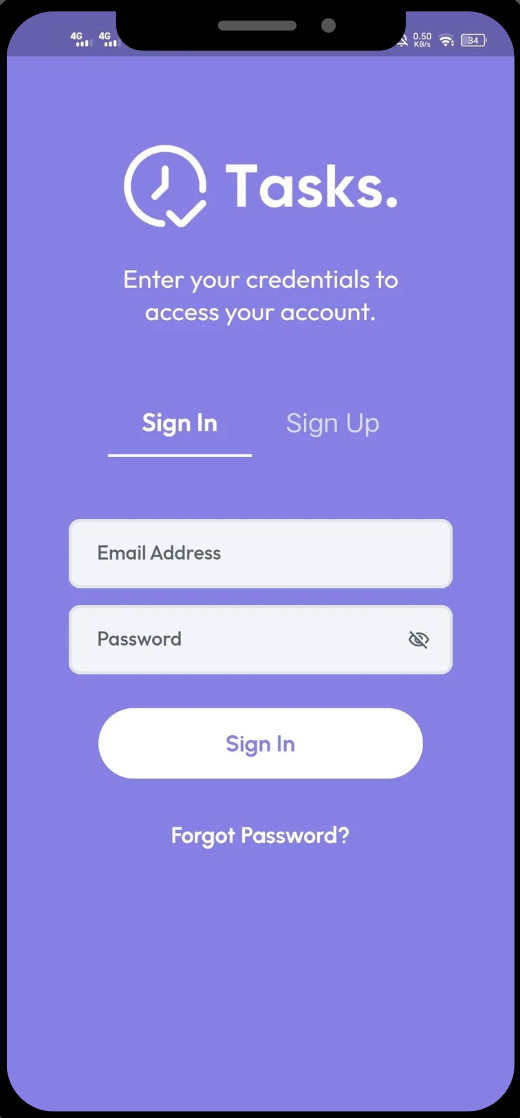 4G 4G 0.50 KB/s 34
Tasks.
Enter your credentials to
access your account.
Sign In Sign Up
Email Address
Password
Sign In
Forgot Password?